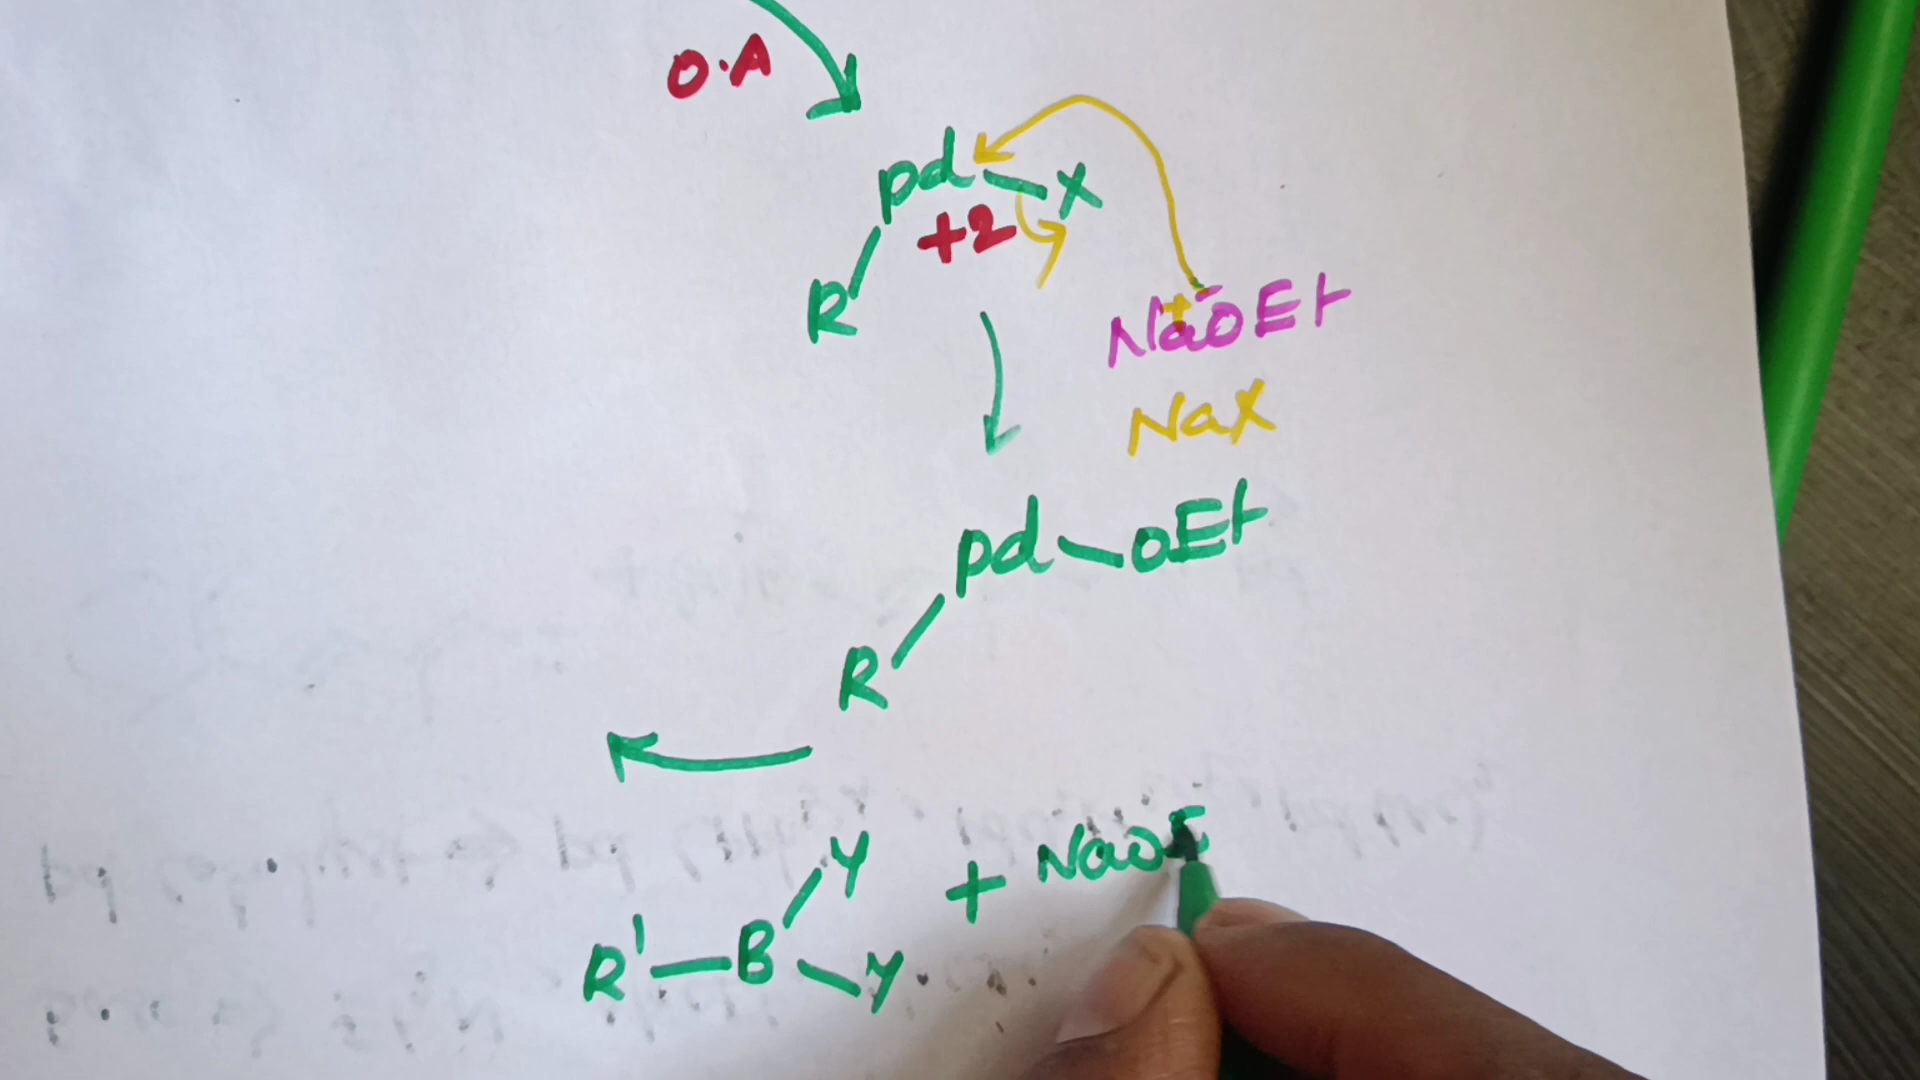 O.A
Pd X
+2
R
NaOEt
+ -
NaX
Pd OEt
R
Y
+ NaOE
R' B
Y